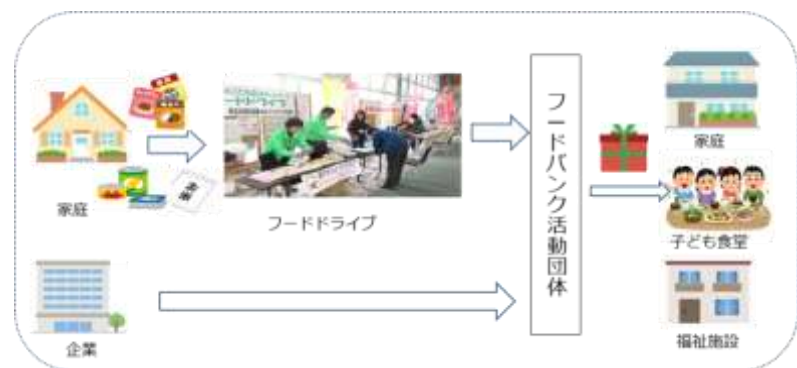 家庭
フードドライブ
企業
フードバンク活動団体
家庭
子ども食堂
福祉施設